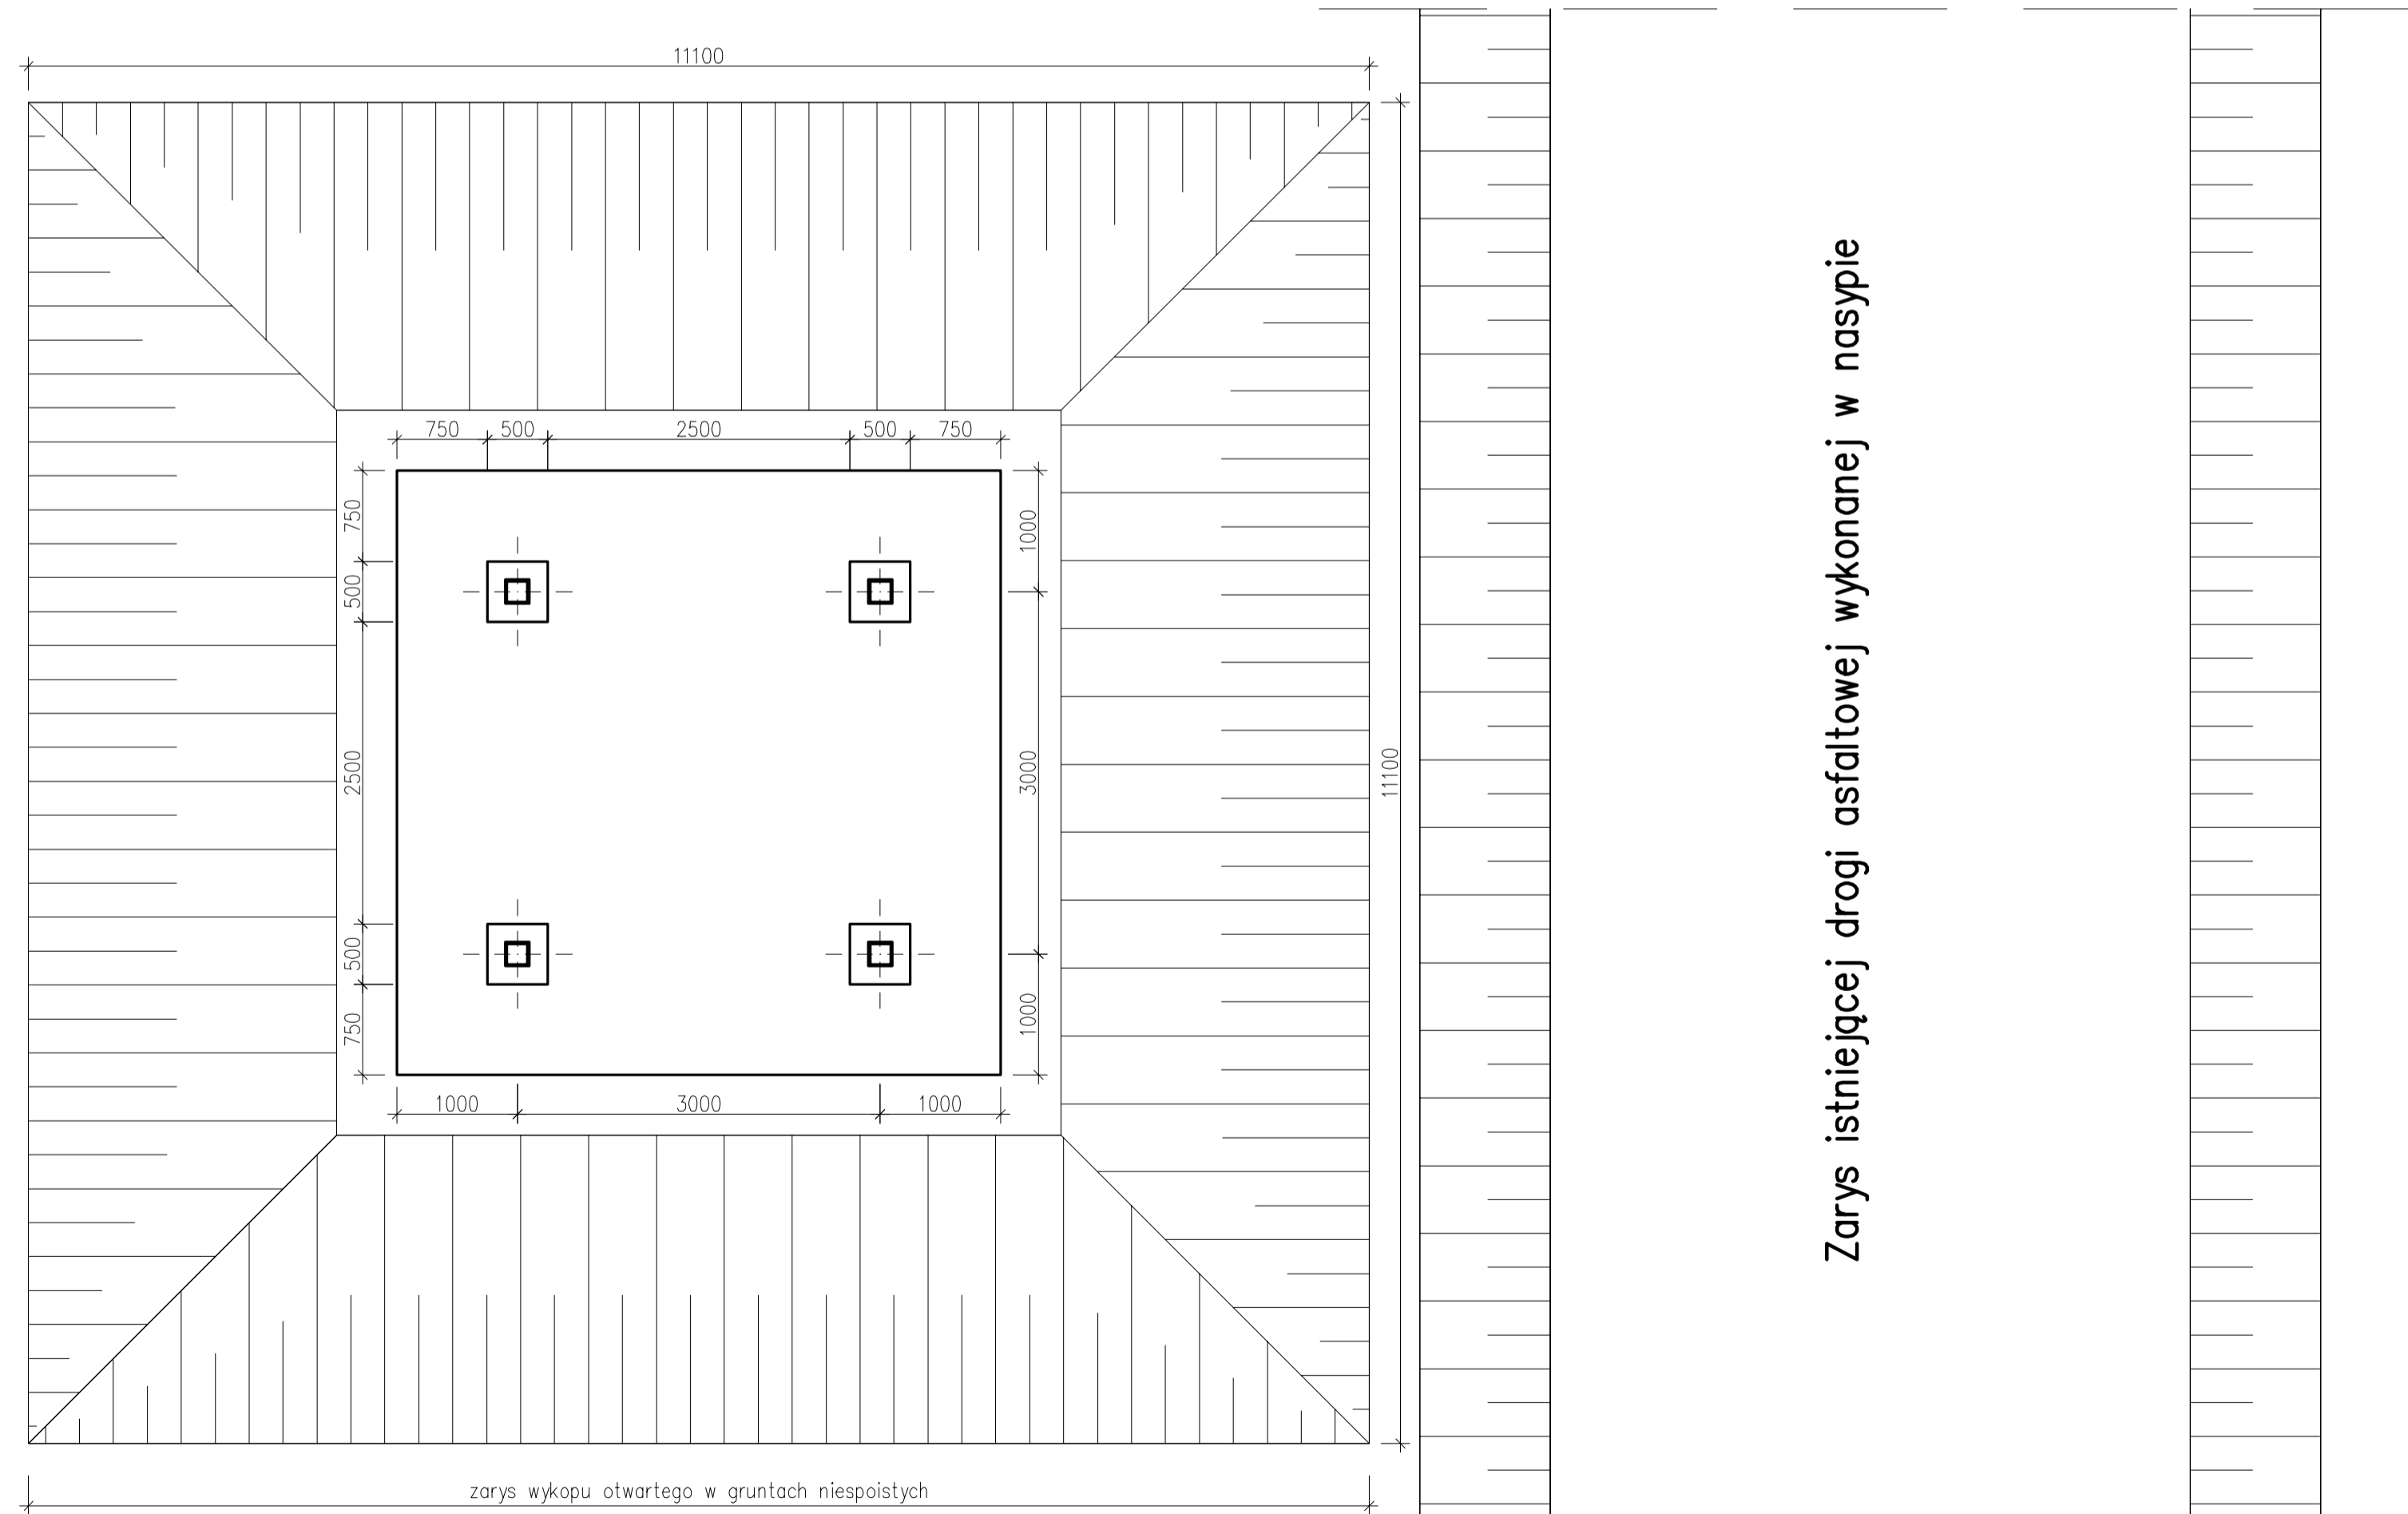 11100
750 500 2500 500 750
750
500
2500
500
750
1000
3000
1000
11100
1000 3000 1000
zarys wykopu otwartego w gruntach niespoistych
Zarys istniejącej drogi asfaltowej wykonanej w nasypie